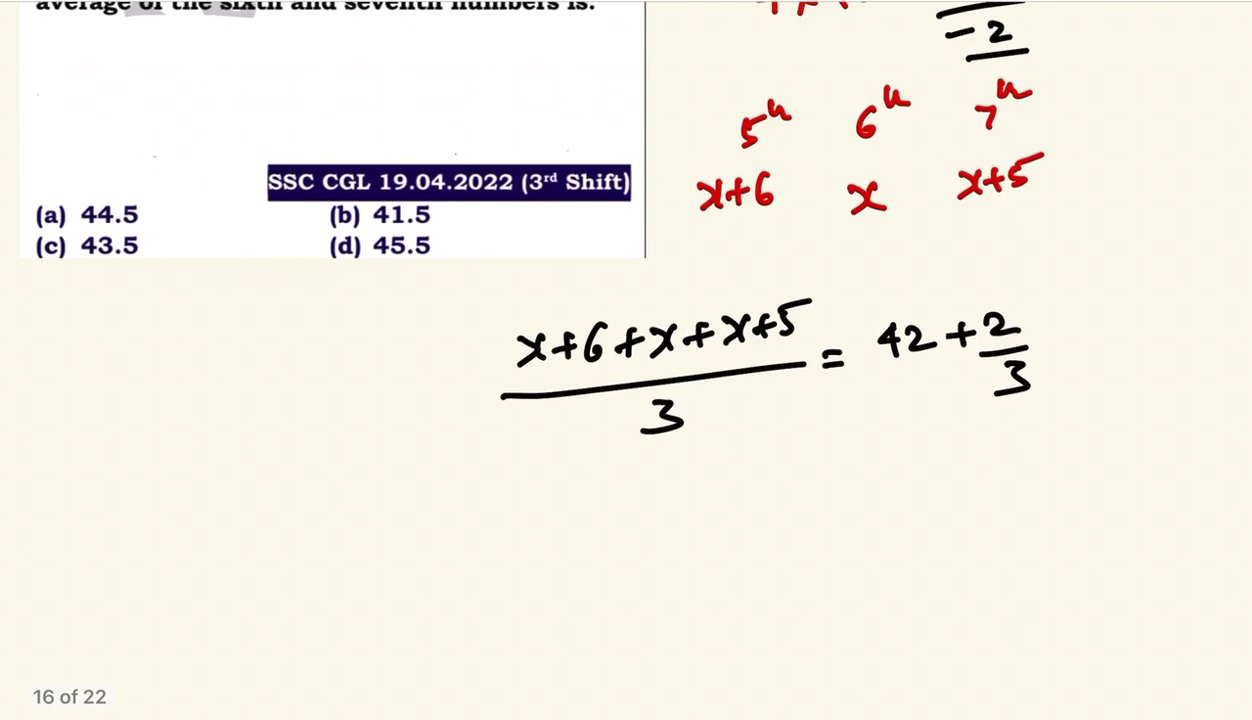 average of the sixth and seventh numbers is:
SSC CGL 19.04.2022 (3rd Shift)
(a) 44.5 (b) 41.5
(c) 43.5 (d) 45.5
- 2
5th 6th 7th
x+6 x x+5
x+6+x+x+5 / 3 = 42 + 2/3
16 of 22